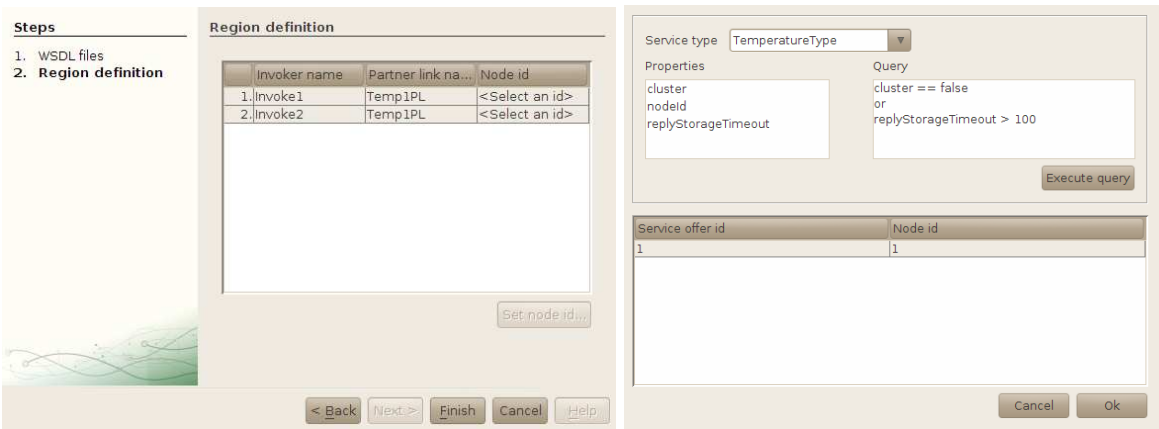 Steps
1. WSDL files
2. Region definition
Region definition
Invoker name Partner link na... Node id
1. Invoke1 Temp1PL <Select an id>
2. Invoke2 Temp1PL <Select an id>
Set node id...
< Back Next > Finish Cancel Help
Service type TemperatureType
Properties Query
cluster
nodeId
replyStorageTimeout
cluster == false
or
replyStorageTimeout > 100
Execute query
Service offer id Node id
1 1
Cancel Ok